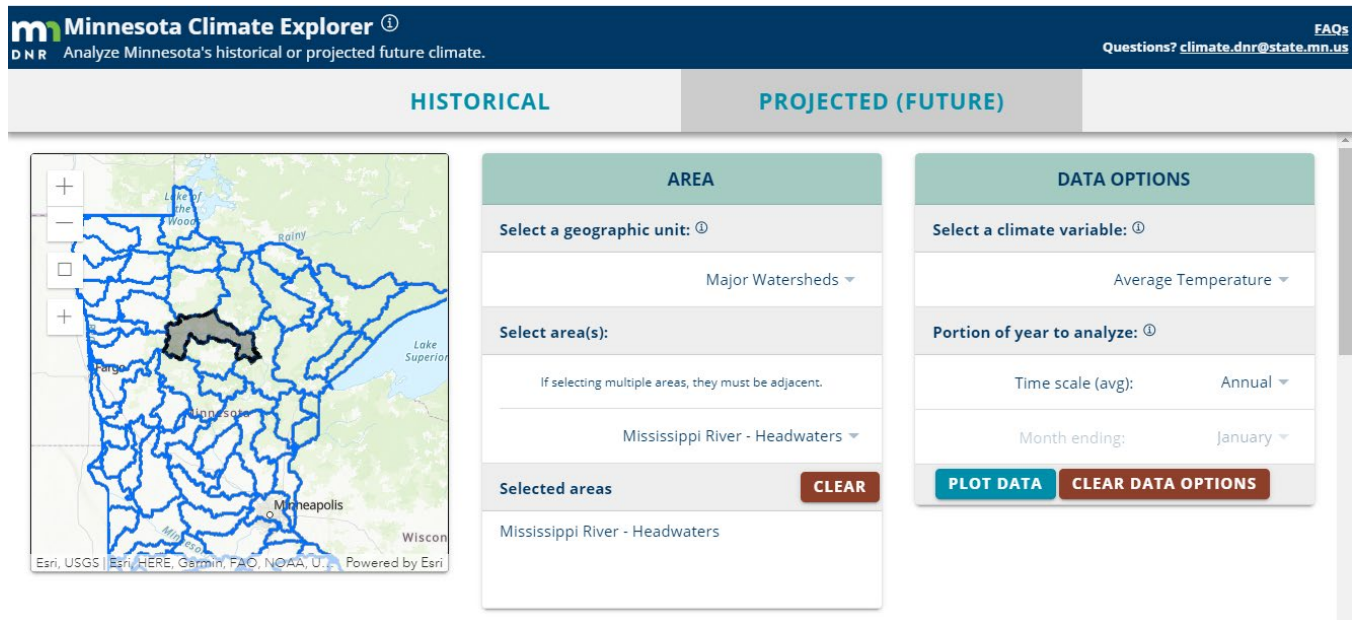 Minnesota Climate Explorer
DNR Analyze Minnesota's historical or projected future climate.
FAQs
Questions? climate.dnr@state.mn.us
HISTORICAL
PROJECTED (FUTURE)
Lake of
the
Woods
Rainy
Lake
Superior
Fargo
Minnesota
Minneapolis
Wiscon
Esri, USGS | Esri, HERE, Garmin, FAO, NOAA, U... Powered by Esri
AREA
Select a geographic unit:
Major Watersheds
Select area(s):
If selecting multiple areas, they must be adjacent.
Mississippi River - Headwaters
Selected areas
CLEAR
Mississippi River - Headwaters
DATA OPTIONS
Select a climate variable:
Average Temperature
Portion of year to analyze:
Time scale (avg): Annual
Month ending: January
PLOT DATA
CLEAR DATA OPTIONS